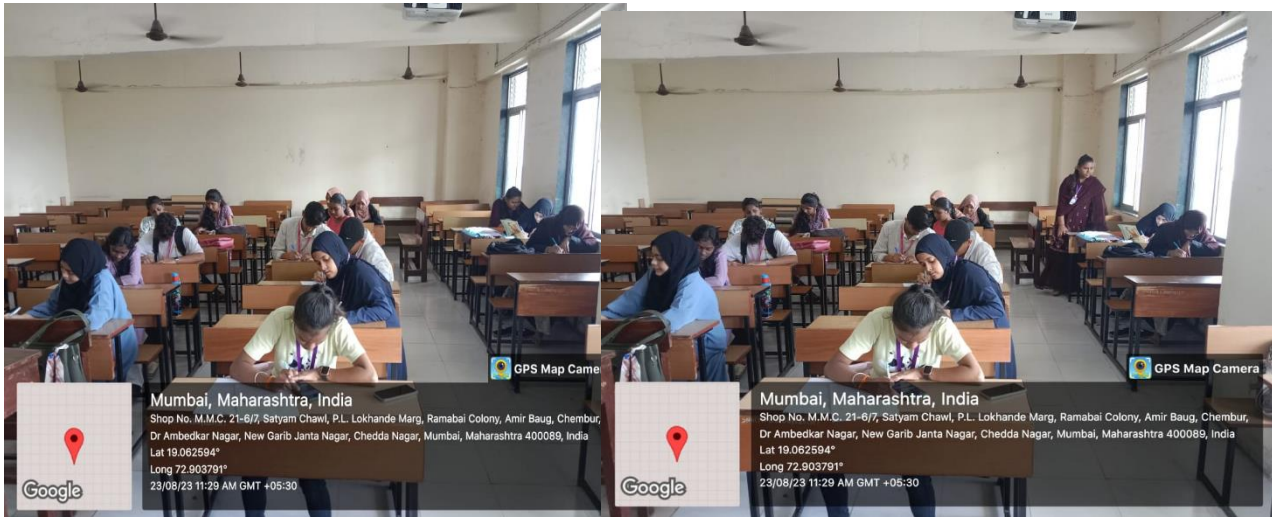 GPS Map Came
Mumbai, Maharashtra, India
Shop No. M.M.C. 21-6/7, Satyam Chawl, P.L. Lokhande Marg, Ramabai Colony, Amir Baug, Chembur,
Dr Ambedkar Nagar, New Garib Janta Nagar, Chedda Nagar, Mumbai, Maharashtra 400089, India
Lat 19.062594°
Long 72.903791°
23/08/23 11:29 AM GMT +05:30
Google
GPS Map Camera
Mumbai, Maharashtra, India
Shop No. M.M.C. 21-6/7, Satyam Chawl, P.L. Lokhande Marg, Ramabai Colony, Amir Baug, Chembur,
Dr Ambedkar Nagar, New Garib Janta Nagar, Chedda Nagar, Mumbai, Maharashtra 400089, India
Lat 19.062594°
Long 72.903791°
23/08/23 11:29 AM GMT +05:30
Google